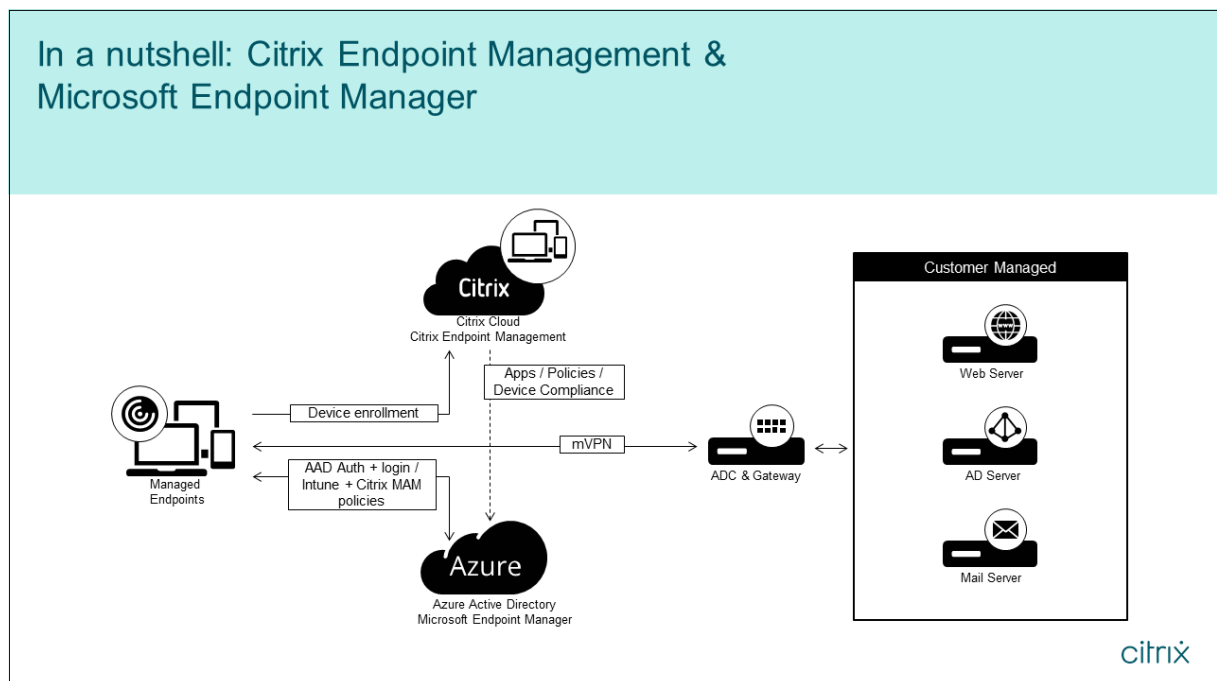 In a nutshell: Citrix Endpoint Management &
Microsoft Endpoint Manager
Citrix
Citrix Cloud
Citrix Endpoint Management
Apps / Policies /
Device Compliance
Device enrollment
mVPN
AAD Auth + login /
Intune + Citrix MAM
policies
Managed
Endpoints
Azure
Azure Active Directory
Microsoft Endpoint Manager
ADC & Gateway
Customer Managed
www
Web Server
AD Server
Mail Server
citrix